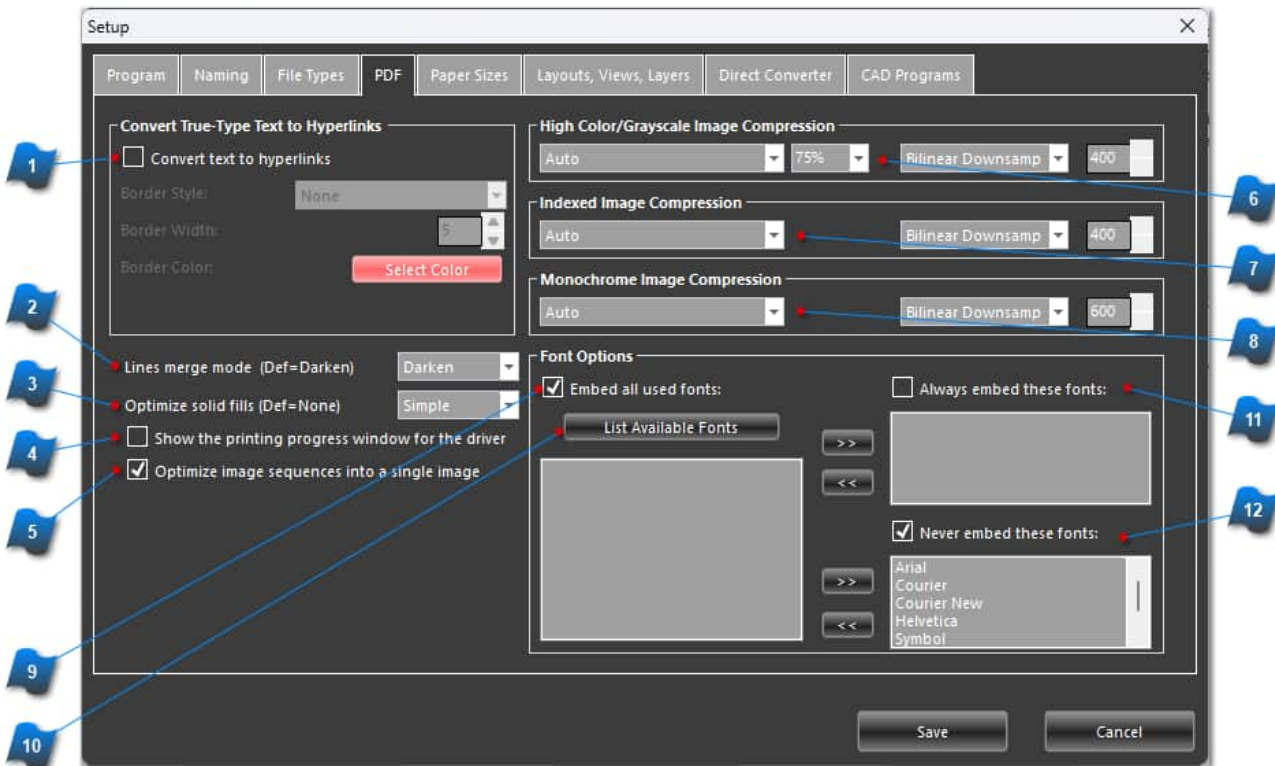 Setup
Program Naming File Types PDF Paper Sizes Layouts, Views, Layers Direct Converter CAD Programs
Convert True-Type Text to Hyperlinks
1
Convert text to hyperlinks
Border Style: None
Border Width: 5
Border Color: Select Color
High Color/Grayscale Image Compression
Auto 75% Bilinear Downsamp 400
6
Indexed Image Compression
Auto Bilinear Downsamp 400
7
Monochrome Image Compression
Auto Bilinear Downsamp 600
8
2
Lines merge mode (Def=Darken) Darken
3
Optimize solid fills (Def=None) Simple
4
Show the printing progress window for the driver
5
Optimize image sequences into a single image
Font Options
Embed all used fonts:
List Available Fonts
>>
<<
>>
<<
Always embed these fonts:
11
12
Never embed these fonts:
Arial
Courier
Courier New
Helvetica
Symbol
9
10
Save Cancel